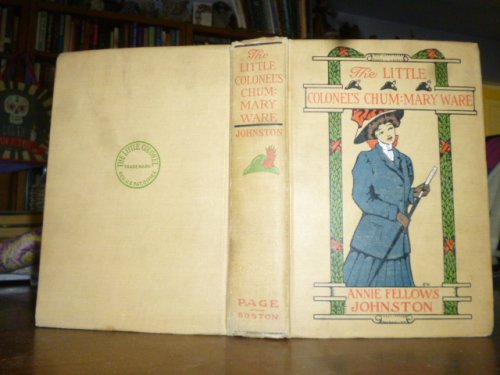 THE LITTLE COLONEL
TRADE MARK
The
LITTLE
COLONEL'S
CHUM:
MARY
WARE
JOHNSTON
PAGE
BOSTON
The LITTLE
COLONEL'S CHUM: MARY WARE
ANNIE FELLOWS
JOHNSTON